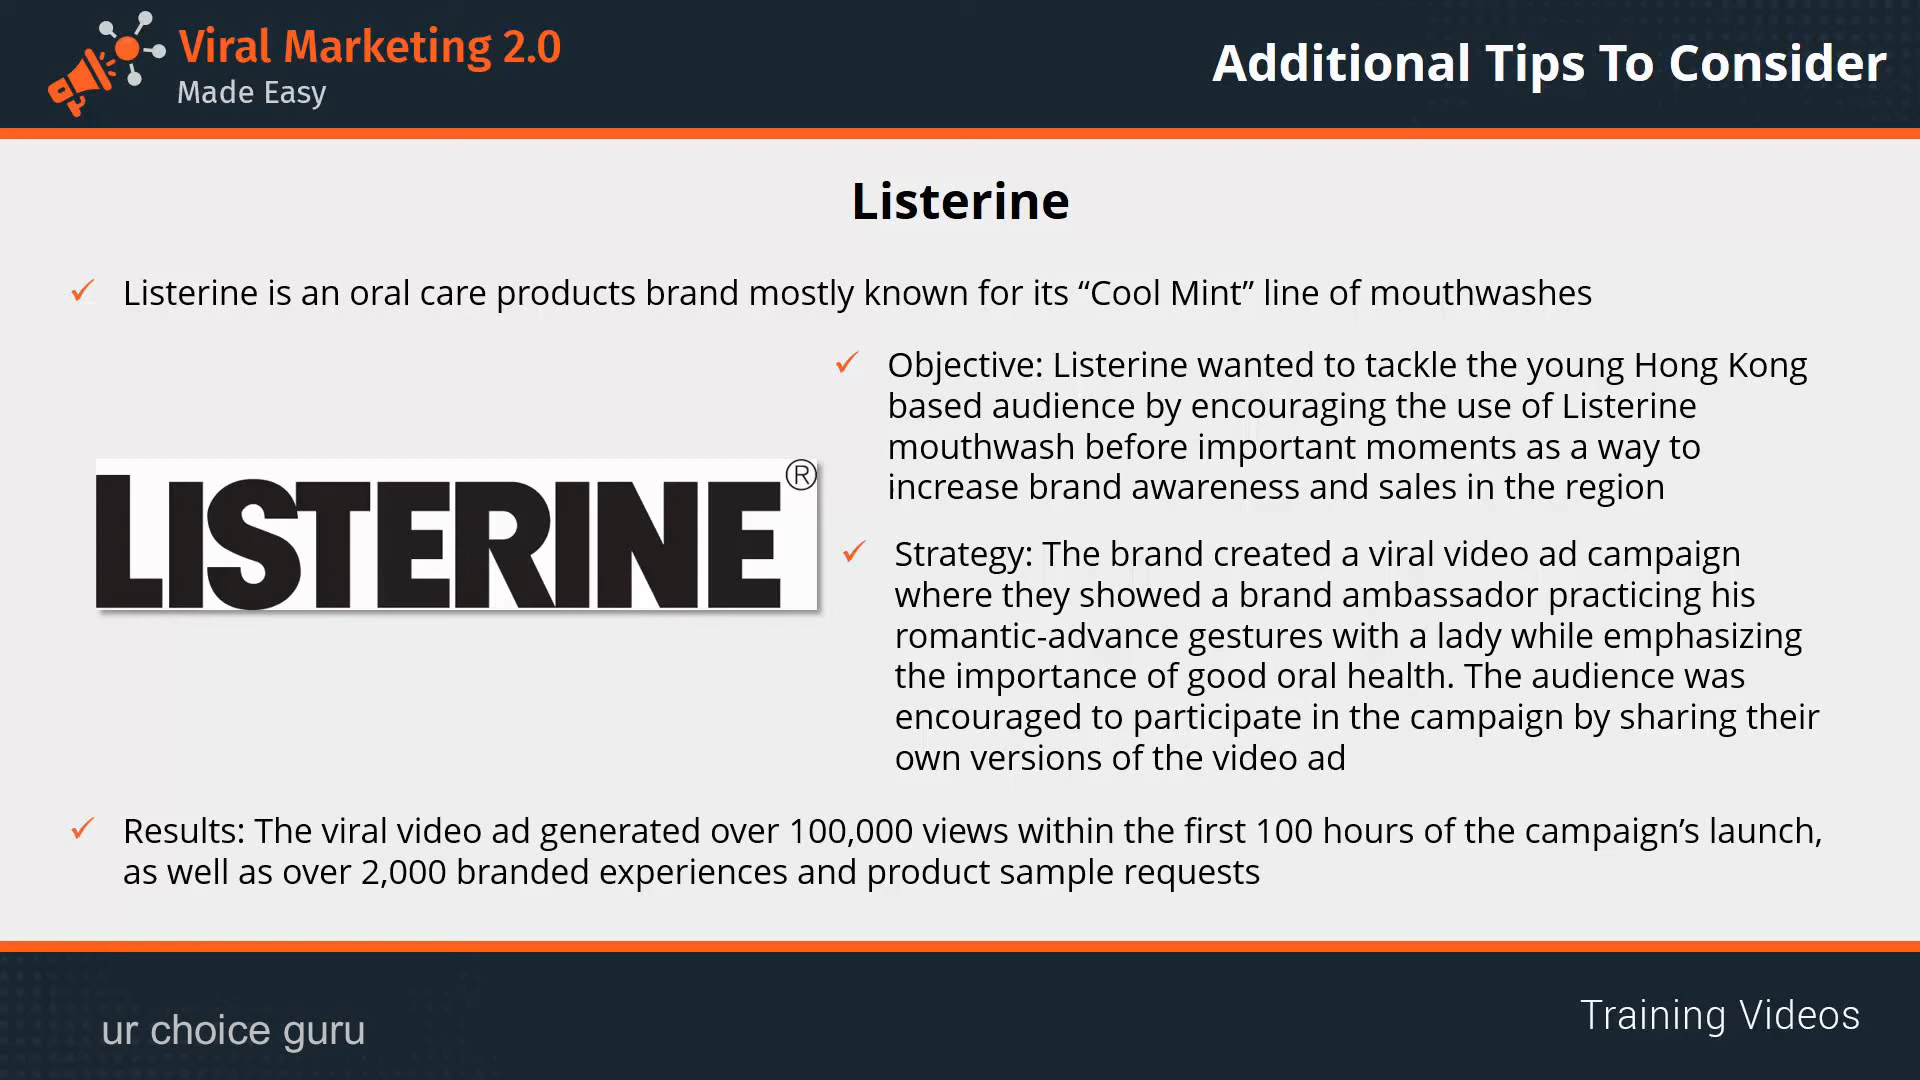 Viral Marketing 2.0
Made Easy
Additional Tips To Consider
Listerine
Listerine is an oral care products brand mostly known for its “Cool Mint” line of mouthwashes
LISTERINE®
Objective: Listerine wanted to tackle the young Hong Kong
based audience by encouraging the use of Listerine
mouthwash before important moments as a way to
increase brand awareness and sales in the region
Strategy: The brand created a viral video ad campaign
where they showed a brand ambassador practicing his
romantic-advance gestures with a lady while emphasizing
the importance of good oral health. The audience was
encouraged to participate in the campaign by sharing their
own versions of the video ad
Results: The viral video ad generated over 100,000 views within the first 100 hours of the campaign’s launch,
as well as over 2,000 branded experiences and product sample requests
ur choice guru
Training Videos